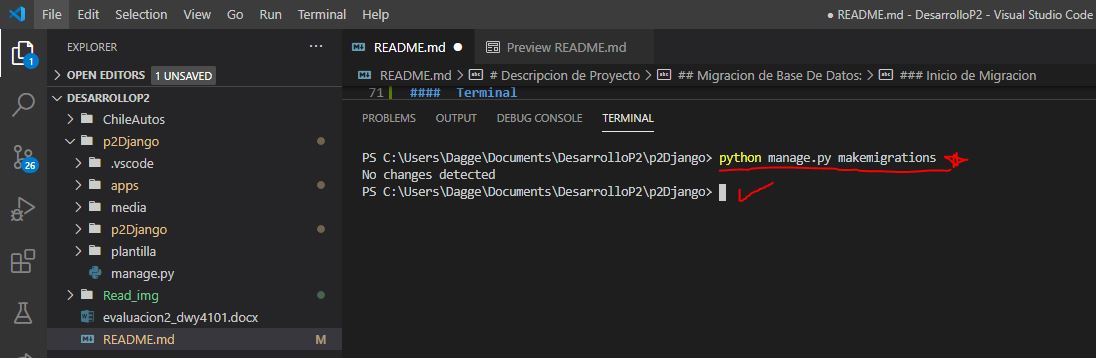 File Edit Selection View Go Run Terminal Help
● README.md - DesarrolloP2 - Visual Studio Code
EXPLORER ···
README.md ●
Preview README.md
OPEN EDITORS 1 UNSAVED
README.md > # Descripcion de Proyecto > ## Migracion de Base De Datos: > ### Inicio de Migracion
DESARROLLOP2
71 #### Terminal
ChileAutos
p2Django
.vscode
apps
media
p2Django
plantilla
manage.py
Read_img
evaluacion2_dwy4101.docx
README.md M
1
26
PROBLEMS OUTPUT DEBUG CONSOLE TERMINAL
PS C:\Users\Dagge\Documents\DesarrolloP2\p2Django> python manage.py makemigrations
No changes detected
PS C:\Users\Dagge\Documents\DesarrolloP2\p2Django>